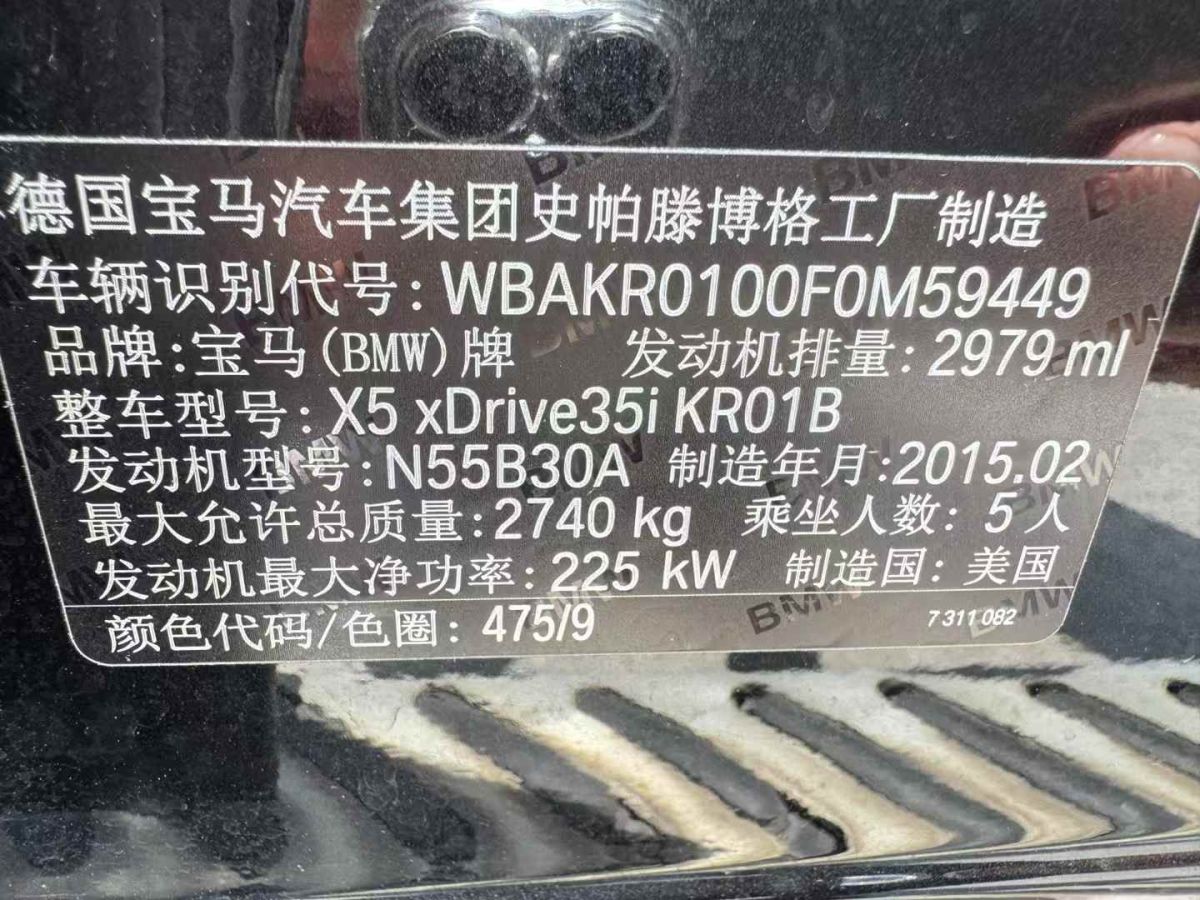 德国宝马汽车集团史帕滕博格工厂制造
车辆识别代号: WBAKR0100F0M59449
品牌: 宝马(BMW)牌 发动机排量: 2979 ml
整车型号: X5 xDrive35i KR01B
发动机型号: N55B30A 制造年月: 2015.02
最大允许总质量: 2740 kg 乘坐人数: 5人
发动机最大净功率: 225 kW 制造国: 美国
颜色代码/色圈: 475/9 7 311 082